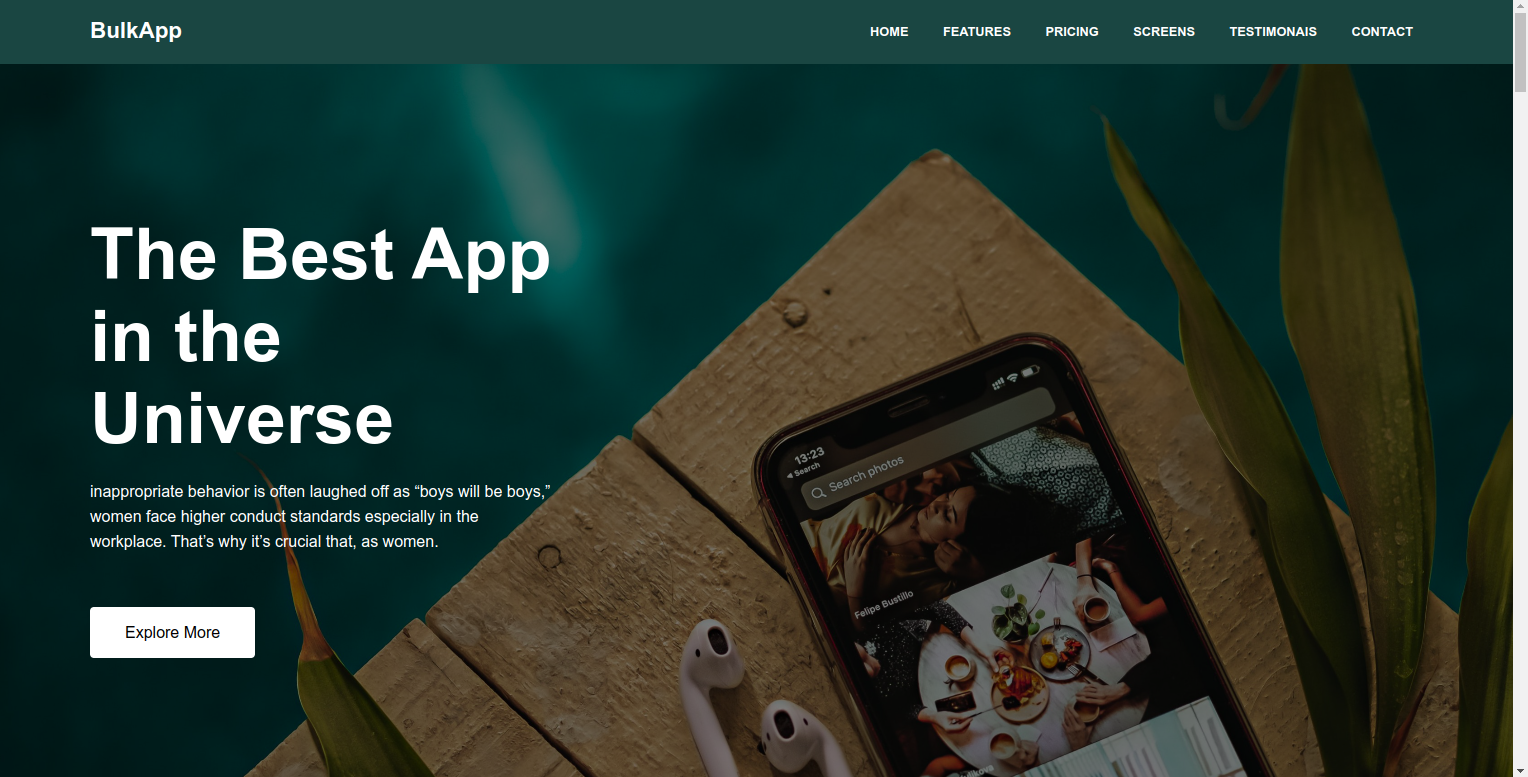 BulkApp
HOME FEATURES PRICING SCREENS TESTIMONAIS CONTACT
The Best App
in the
Universe
inappropriate behavior is often laughed off as “boys will be boys,”
women face higher conduct standards especially in the
workplace. That’s why it’s crucial that, as women.
Explore More
13:23
Search
Search photos
Felipe Bustillo